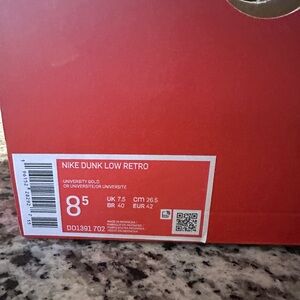 NIKE DUNK LOW RETRO
UNIVERSITY GOLD
OR UNIVERSITE/OR UNIVERSITE
8 5
UK 7.5 CM 26.5
BR 40 EUR 42
DD1391 702